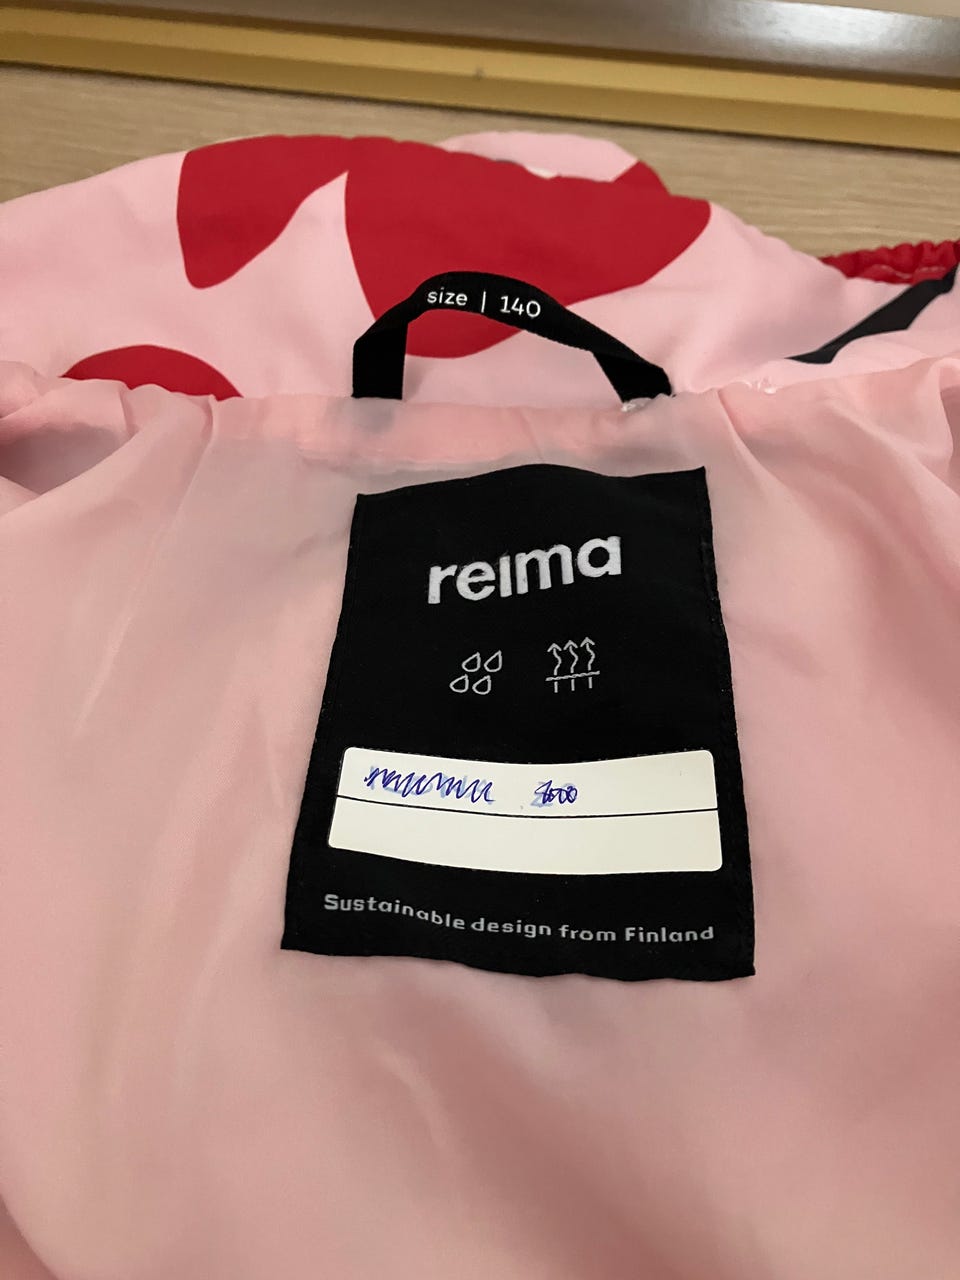 size | 140
reima
Sustainable design from Finland